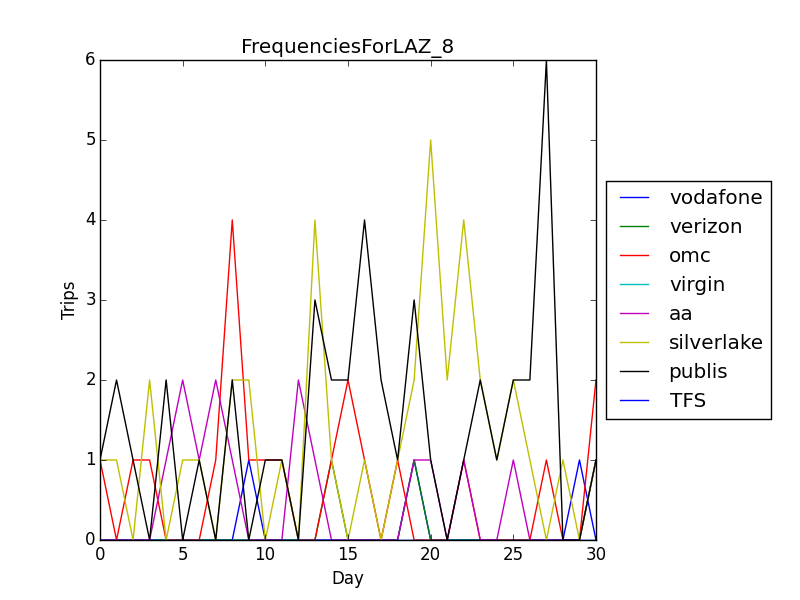 FrequenciesForLAZ_8
6
5
4
3
2
1
0
Trips
0 5 10 15 20 25 30
Day
vodafone
verizon
omc
virgin
aa
silverlake
publis
TFS